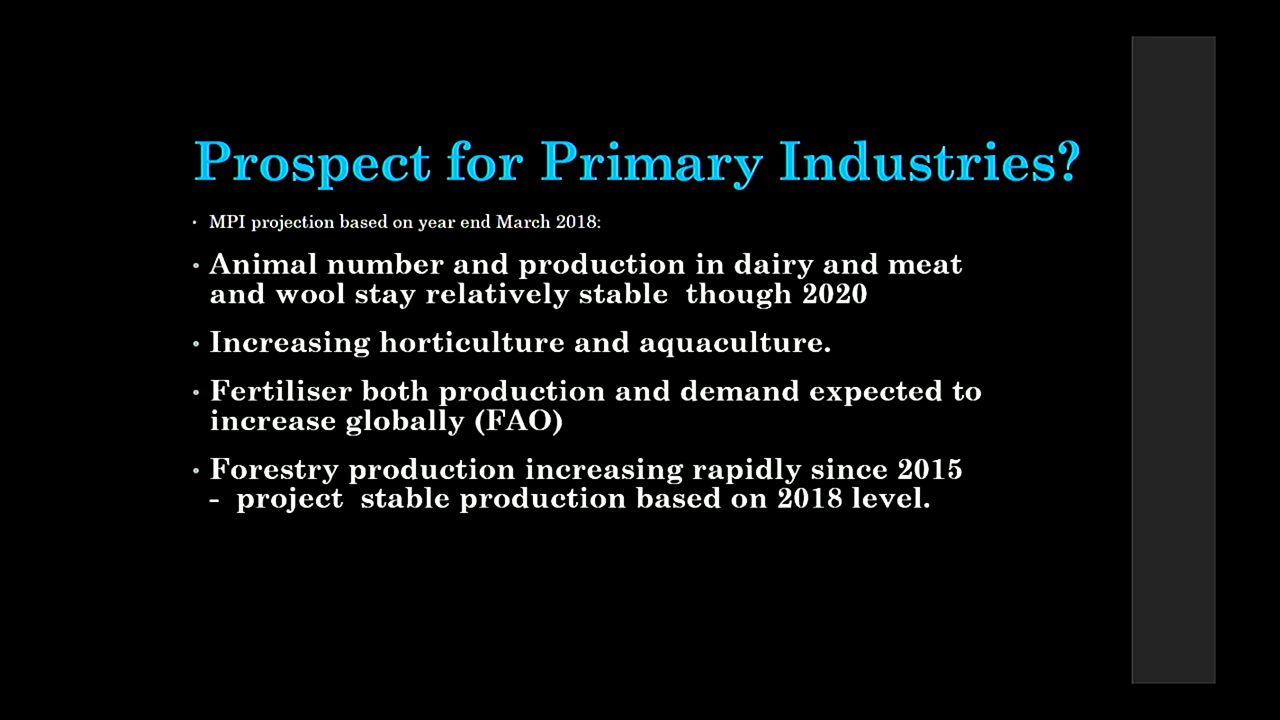 Prospect for Primary Industries?
• MPI projection based on year end March 2018:
• Animal number and production in dairy and meat
and wool stay relatively stable  though 2020
• Increasing horticulture and aquaculture.
• Fertiliser both production and demand expected to
increase globally (FAO)
• Forestry production increasing rapidly since 2015
-  project  stable production based on 2018 level.